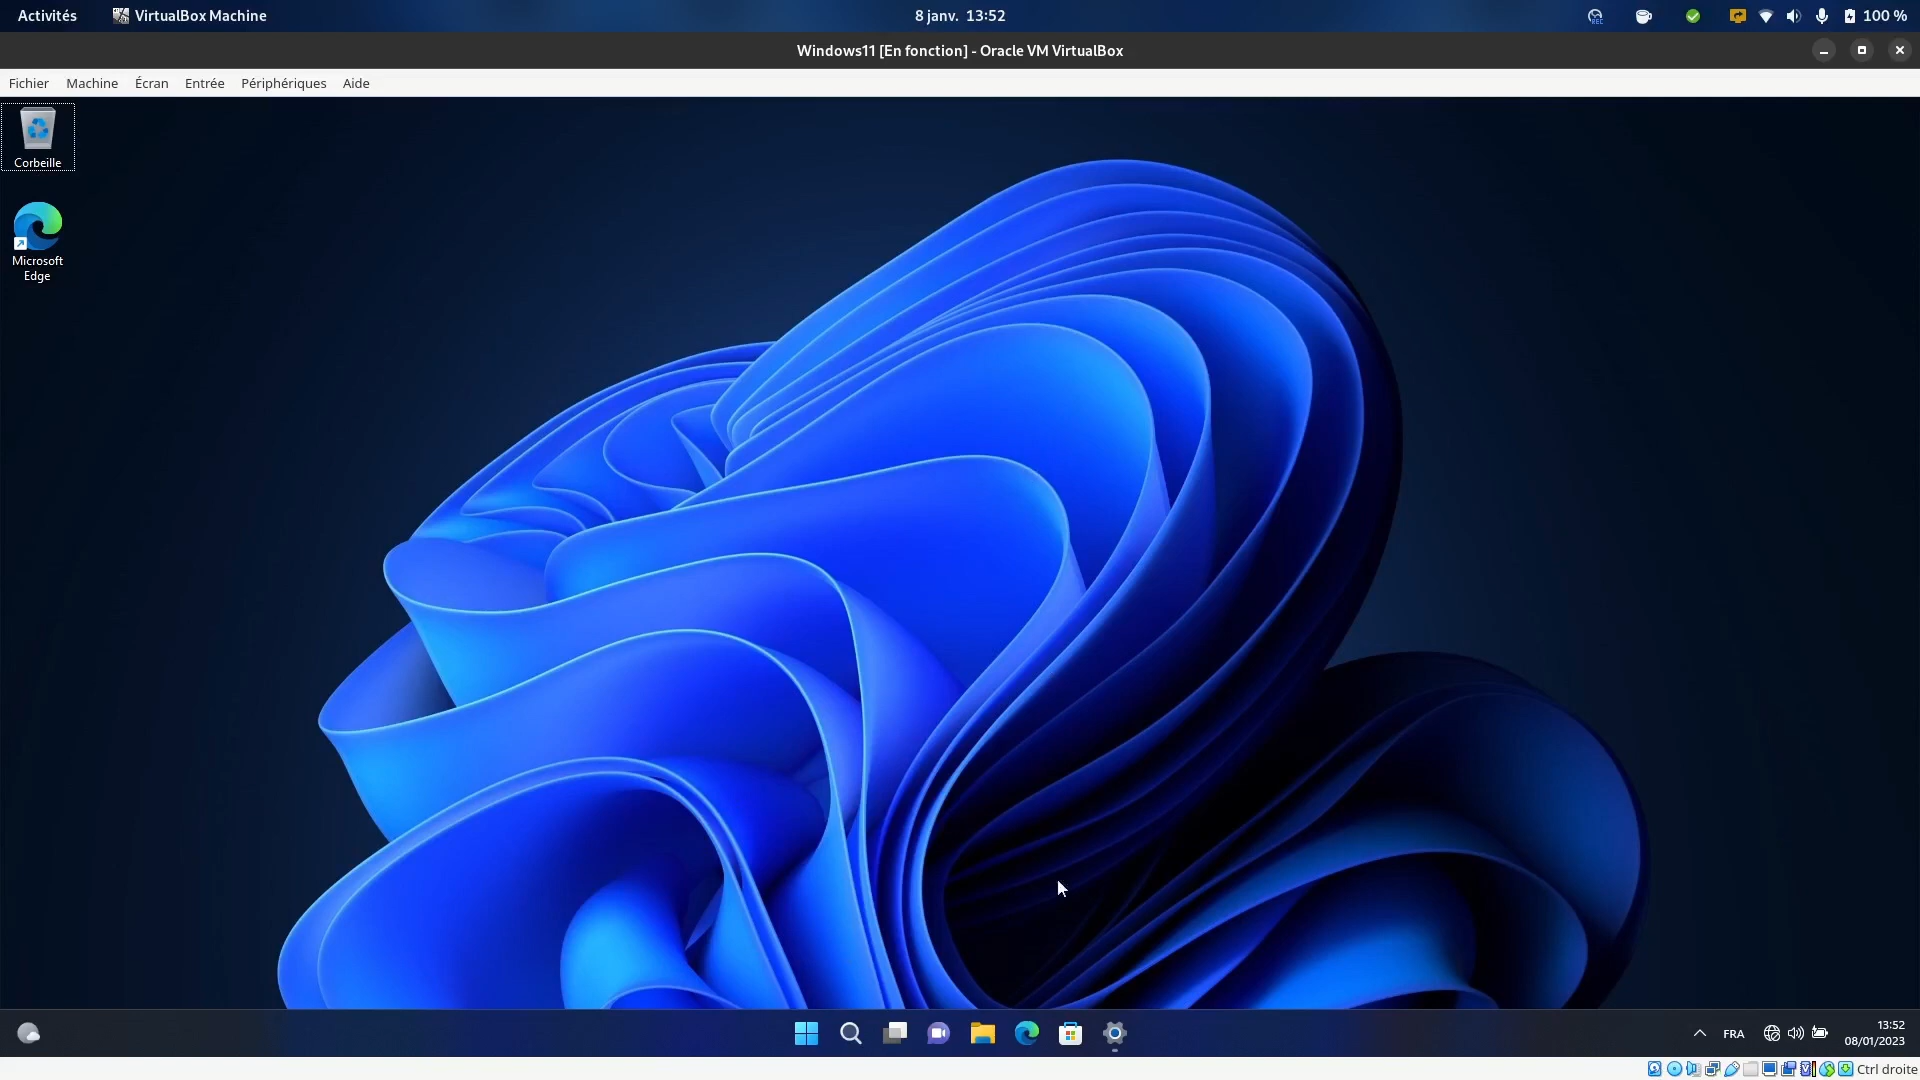 Activités VirtualBox Machine 8 janv. 13:52 REC 100 %
Windows11 [En fonction] - Oracle VM VirtualBox
Fichier Machine Écran Entrée Périphériques Aide
Corbeille
Microsoft
Edge
FRA
13:52
08/01/2023
Ctrl droite